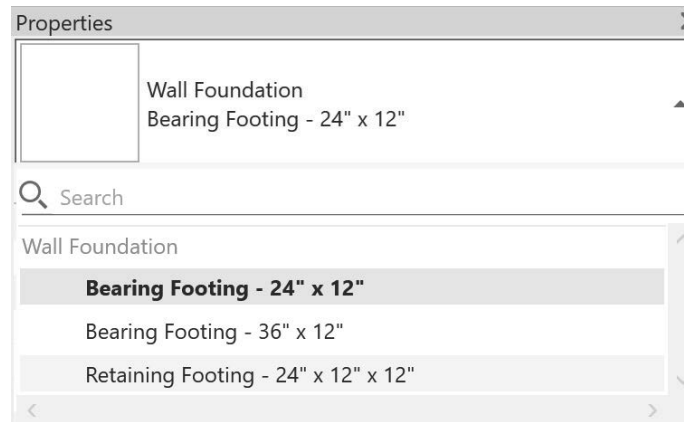 Properties
Wall Foundation
Bearing Footing - 24" x 12"
Search
Wall Foundation
Bearing Footing - 24" x 12"
Bearing Footing - 36" x 12"
Retaining Footing - 24" x 12" x 12"